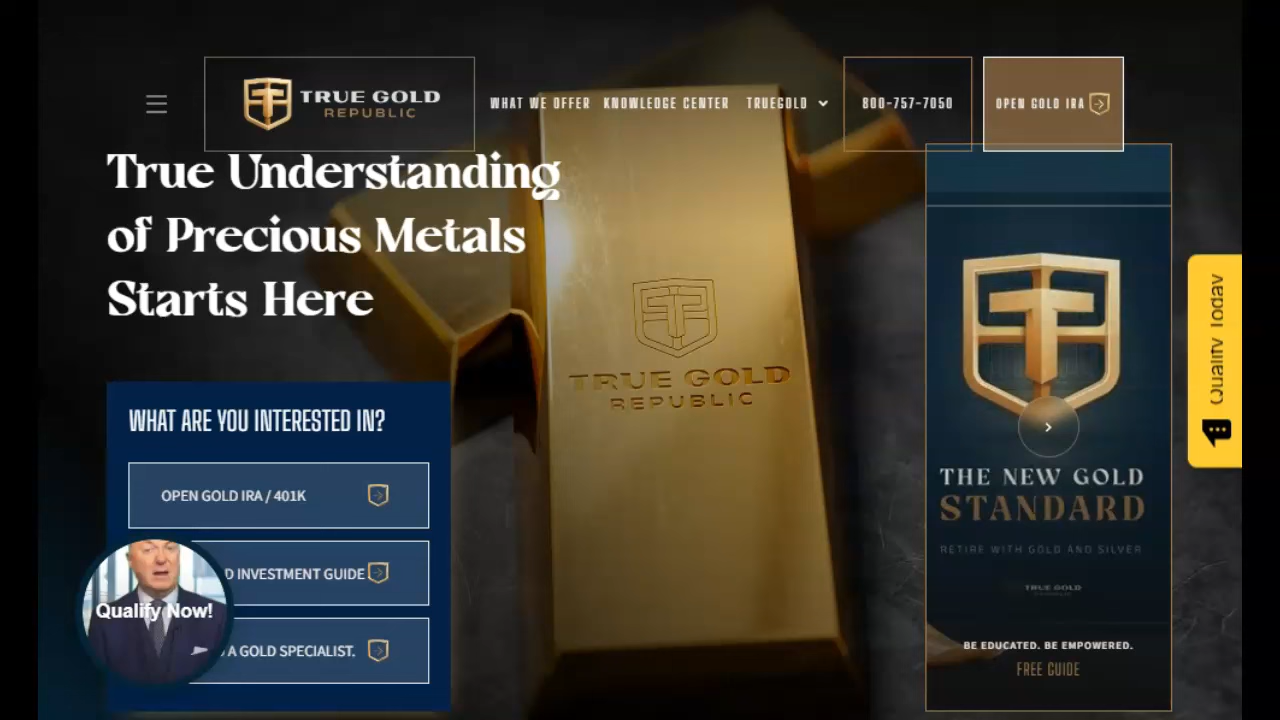 TRUE GOLD
REPUBLIC
WHAT WE OFFER
KNOWLEDGE CENTER
TRUEGOLD
800-757-7050
OPEN GOLD IRA
True Understanding
of Precious Metals
Starts Here
WHAT ARE YOU INTERESTED IN?
OPEN GOLD IRA / 401K
D INVESTMENT GUIDE
A GOLD SPECIALIST.
Qualify Now!
TRUE GOLD
REPUBLIC
THE NEW GOLD
STANDARD
RETIRE WITH GOLD AND SILVER
TRUE GOLD
BE EDUCATED. BE EMPOWERED.
FREE GUIDE
Qualify Today